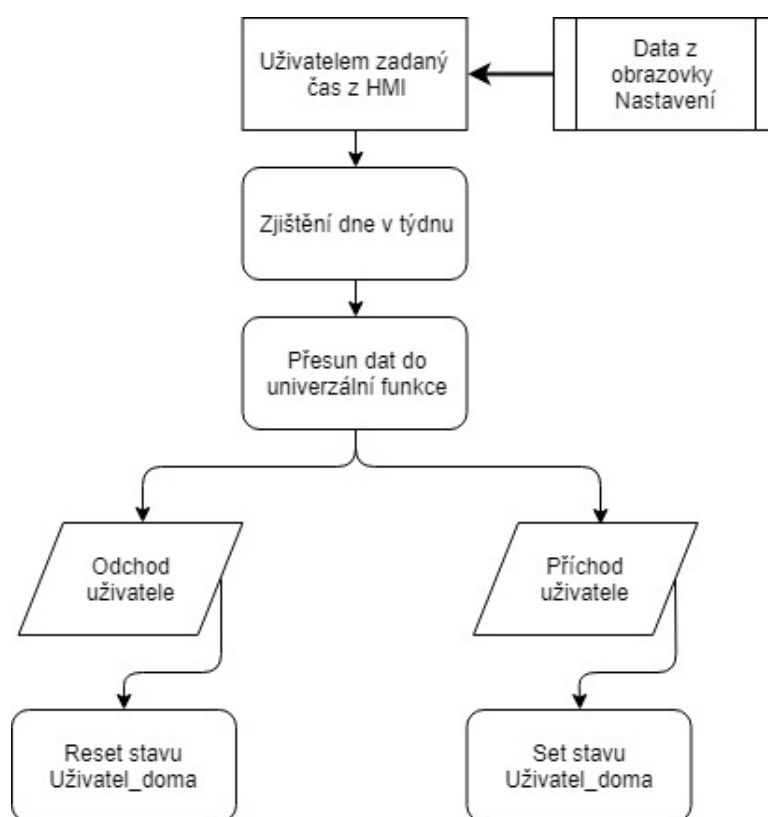 Uživatelem zadaný
čas z HMI
Data z
obrazovky
Nastavení
Zjištění dne v týdnu
Přesun dat do
univerzální funkce
Odchod
uživatele
Příchod
uživatele
Reset stavu
Uživatel_doma
Set stavu
Uživatel_doma